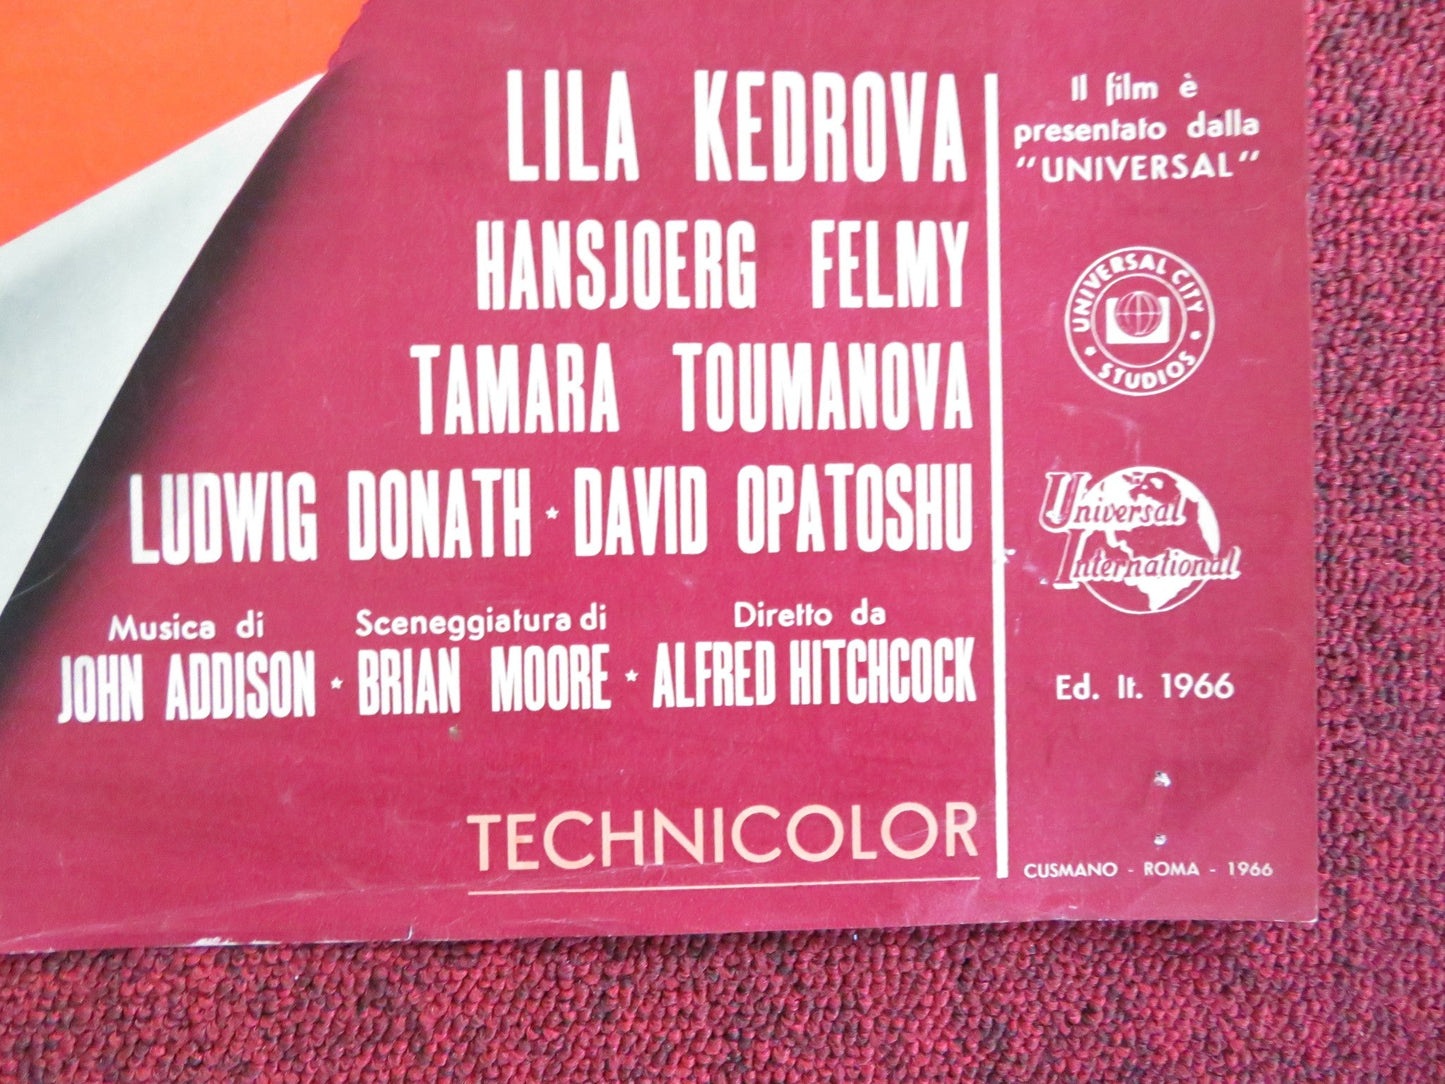 LILA KEDROVA
HANSJOERG FELMY
TAMARA TOUMANOVA
LUDWIG DONATH ★ DAVID OPATOSHU
Musica di
JOHN ADDISON ★
Sceneggiatura di
BRIAN MOORE ★
Diretto da
ALFRED HITCHCOCK
TECHNICOLOR
Il film è
presentato dalla
"UNIVERSAL"
UNIVERSAL CITY
★ STUDIOS ★
Universal
International
Ed. It. 1966
CUSMANO - ROMA - 1966